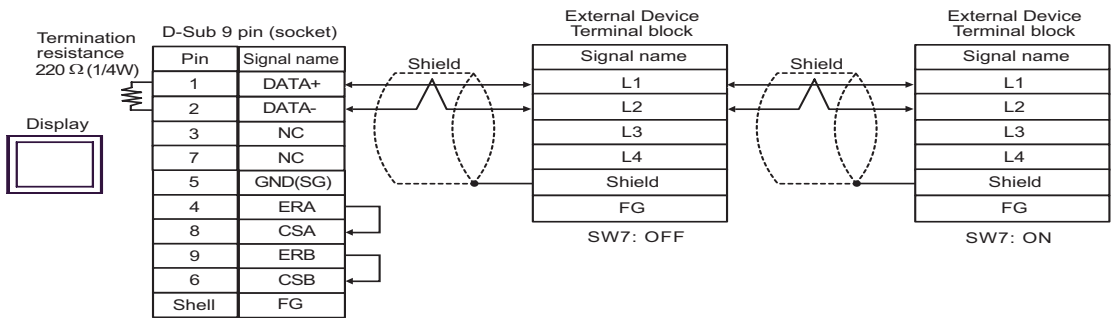 Termination
resistance
220 Ω (1/4W)
Display
D-Sub 9 pin (socket)
Pin Signal name
1 DATA+
2 DATA-
3 NC
7 NC
5 GND(SG)
4 ERA
8 CSA
9 ERB
6 CSB
Shell FG
Shield
External Device
Terminal block
Signal name
L1
L2
L3
L4
Shield
FG
SW7: OFF
Shield
External Device
Terminal block
Signal name
L1
L2
L3
L4
Shield
FG
SW7: ON